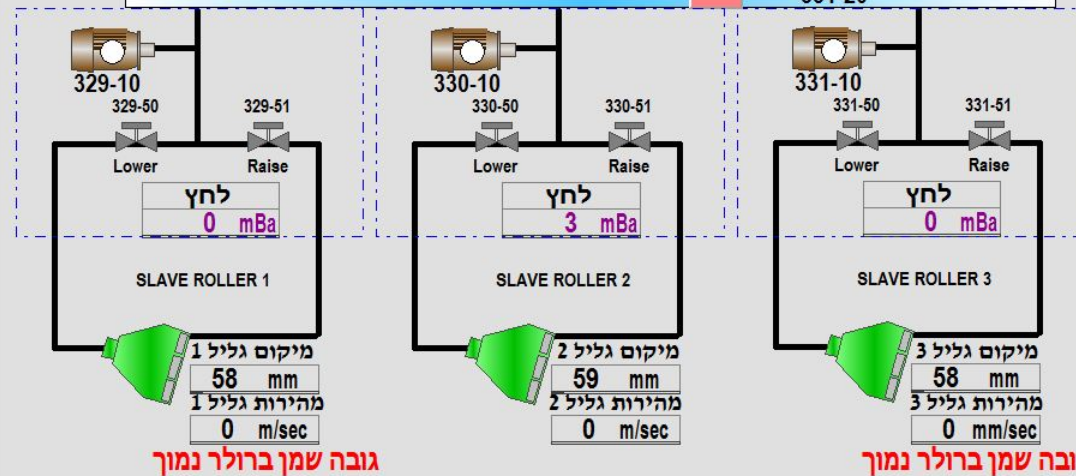 329-10
329-50
329-51
Lower
Raise
לחץ
0 mBa
SLAVE ROLLER 1
מיקום גליל 1
58 mm
מהירות גליל 1
0 m/sec
גובה שמן ברולר נמוך
330-10
330-50
330-51
Lower
Raise
לחץ
3 mBa
SLAVE ROLLER 2
מיקום גליל 2
59 mm
מהירות גליל 2
0 m/sec
331-10
331-50
331-51
Lower
Raise
לחץ
0 mBa
SLAVE ROLLER 3
מיקום גליל 3
58 mm
מהירות גליל 3
0 mm/sec
ובה שמן ברולר נמוך